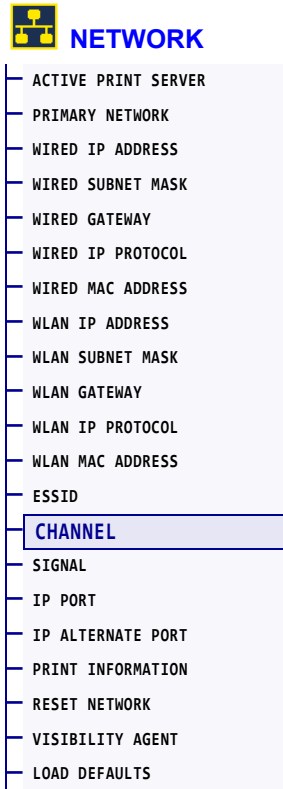 NETWORK
ACTIVE PRINT SERVER
PRIMARY NETWORK
WIRED IP ADDRESS
WIRED SUBNET MASK
WIRED GATEWAY
WIRED IP PROTOCOL
WIRED MAC ADDRESS
WLAN IP ADDRESS
WLAN SUBNET MASK
WLAN GATEWAY
WLAN IP PROTOCOL
WLAN MAC ADDRESS
ESSID
CHANNEL
SIGNAL
IP PORT
IP ALTERNATE PORT
PRINT INFORMATION
RESET NETWORK
VISIBILITY AGENT
LOAD DEFAULTS